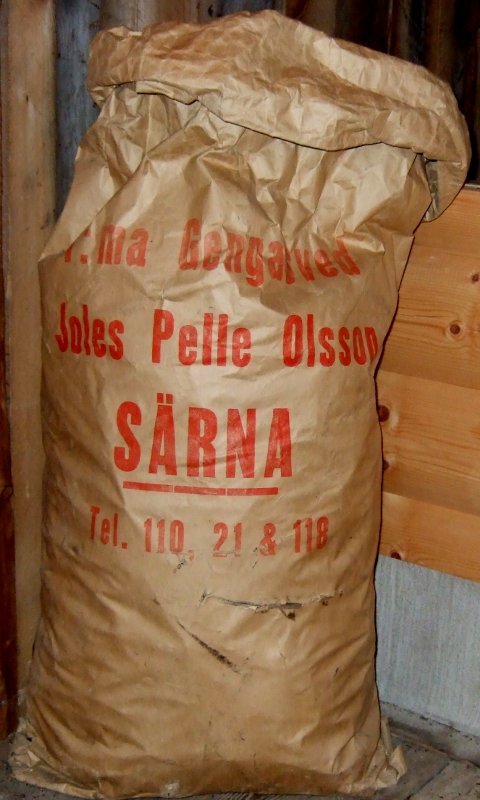 F:ma Gengasved
Joles Pelle Olsson
SÄRNA
Tel. 110, 21 & 118